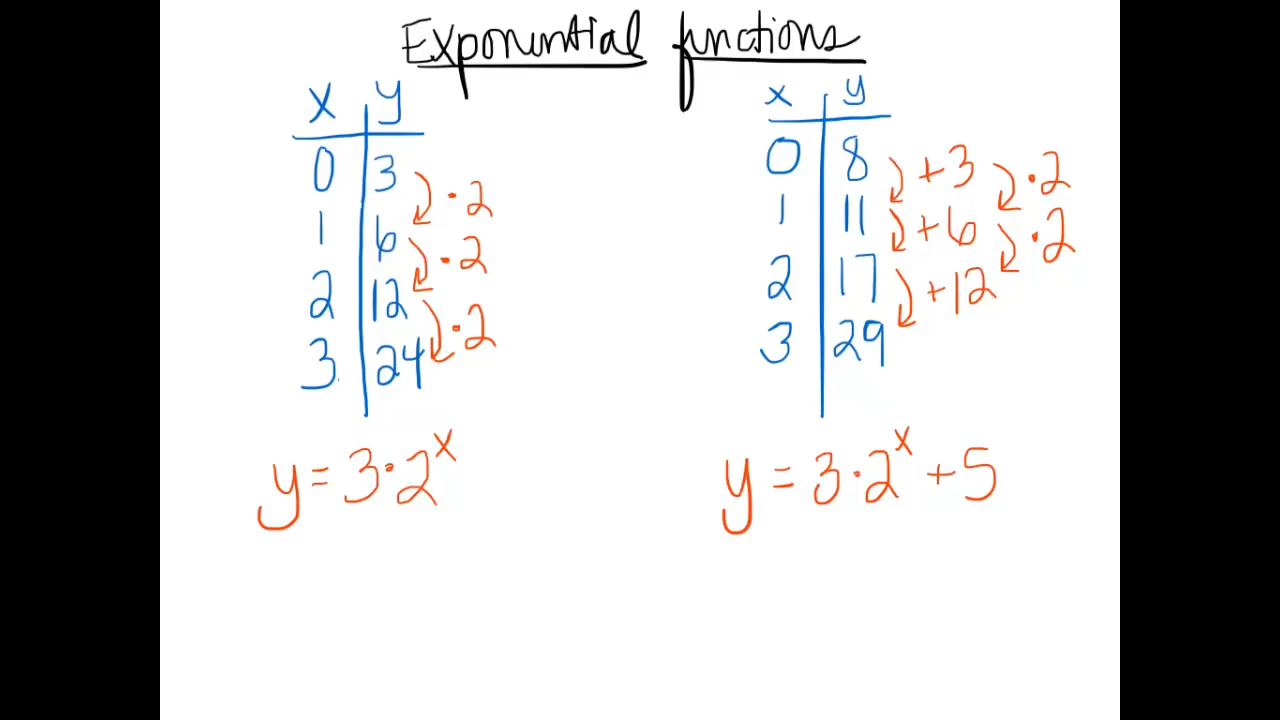 Exponential functions
x y
0 3
1 6
2 12
3 24
·2
·2
·2
y = 3·2^x
x y
0 8
1 11
2 17
3 29
+3 ·2
+6 ·2
+12
y = 3·2^x + 5